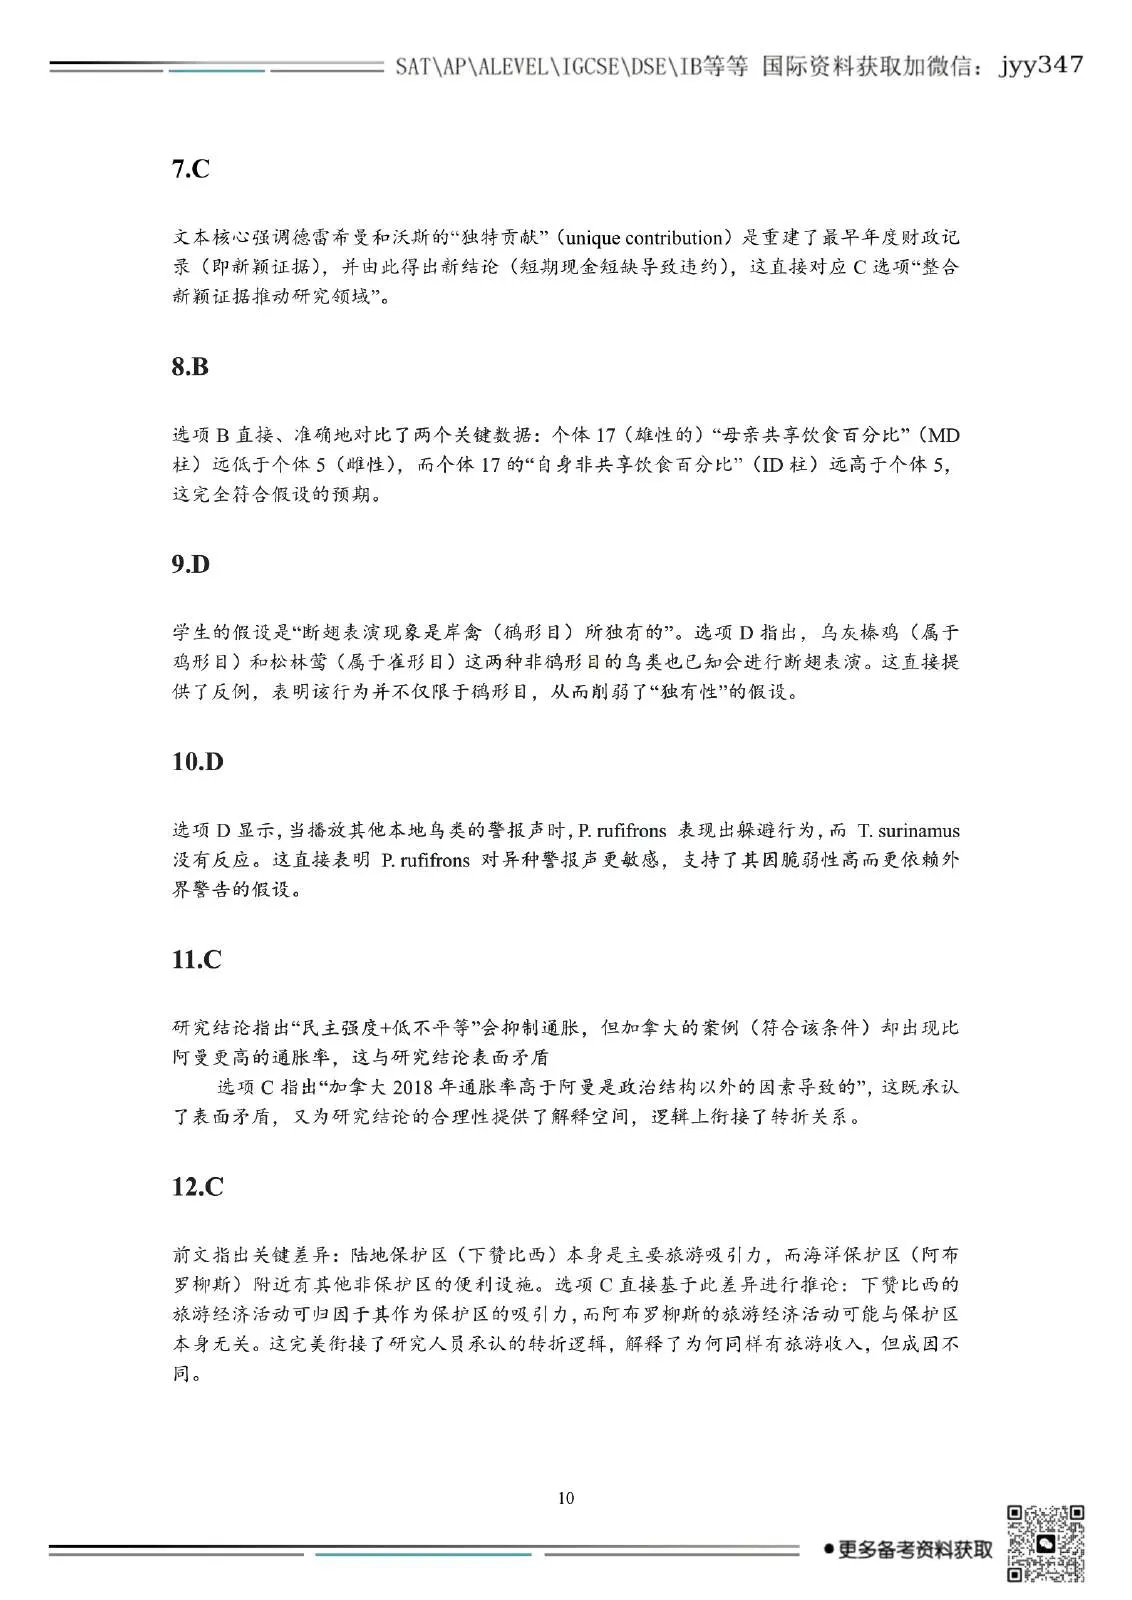 SAT\AP\ALEVEL\IGCSE\DSE\IB等等 国际资料获取加微信：jyy347
7.C
文本核心强调德雷希曼和沃斯的“独特贡献”（unique contribution）是重建了最早年度财政记
录（即新颖证据），并由此得出新结论（短期现金短缺导致违约），这直接对应 C 选项“整合
新颖证据推动研究领域”。
8.B
选项 B 直接、准确地对比了两个关键数据：个体 17（雄性的）“母亲共享饮食百分比”（MD
柱）远低于个体 5（雌性），而个体 17 的“自身非共享饮食百分比”（ID 柱）远高于个体 5，
这完全符合假设的预期。
9.D
学生的假设是“断翅表演现象是岸禽（鸻形目）所独有的”。选项 D 指出，乌灰榛鸡（属于
鸡形目）和松林莺（属于雀形目）这两种非鸻形目的鸟类也已知会进行断翅表演。这直接提
供了反例，表明该行为并不仅限于鸻形目，从而削弱了“独有性”的假设。
10.D
选项 D 显示，当播放其他本地鸟类的警报声时，P. rufifrons 表现出躲避行为，而 T. surinamus
没有反应。这直接表明 P. rufifrons 对异种警报声更敏感，支持了其因脆弱性高而更依赖外
界警告的假设。
11.C
研究结论指出“民主强度+低不平等”会抑制通胀，但加拿大的案例（符合该条件）却出现比
阿曼更高的通胀率，这与研究结论表面矛盾
选项 C 指出“加拿大 2018 年通胀率高于阿曼是政治结构以外的因素导致的”，这既承认
了表面矛盾，又为研究结论的合理性提供了解释空间，逻辑上衔接了转折关系。
12.C
前文指出关键差异：陆地保护区（下赞比西）本身是主要旅游吸引力，而海洋保护区（阿布
罗柳斯）附近有其他非保护区的便利设施。选项 C 直接基于此差异进行推论：下赞比西的
旅游经济活动可归因于其作为保护区的吸引力，而阿布罗柳斯的旅游经济活动可能与保护区
本身无关。这完美衔接了研究人员承认的转折逻辑，解释了为何同样有旅游收入，但成因不
同。
10
●更多备考资料获取